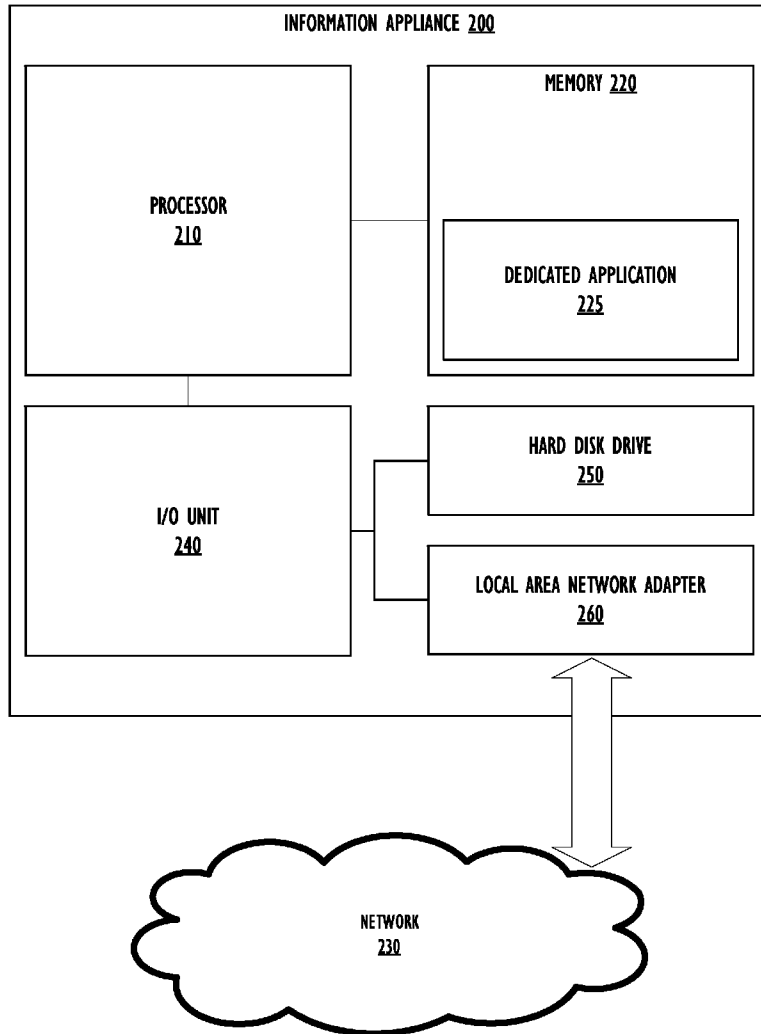 INFORMATION APPLIANCE 200
PROCESSOR
210
MEMORY 220
DEDICATED APPLICATION
225
I/O UNIT
240
HARD DISK DRIVE
250
LOCAL AREA NETWORK ADAPTER
260
NETWORK
230